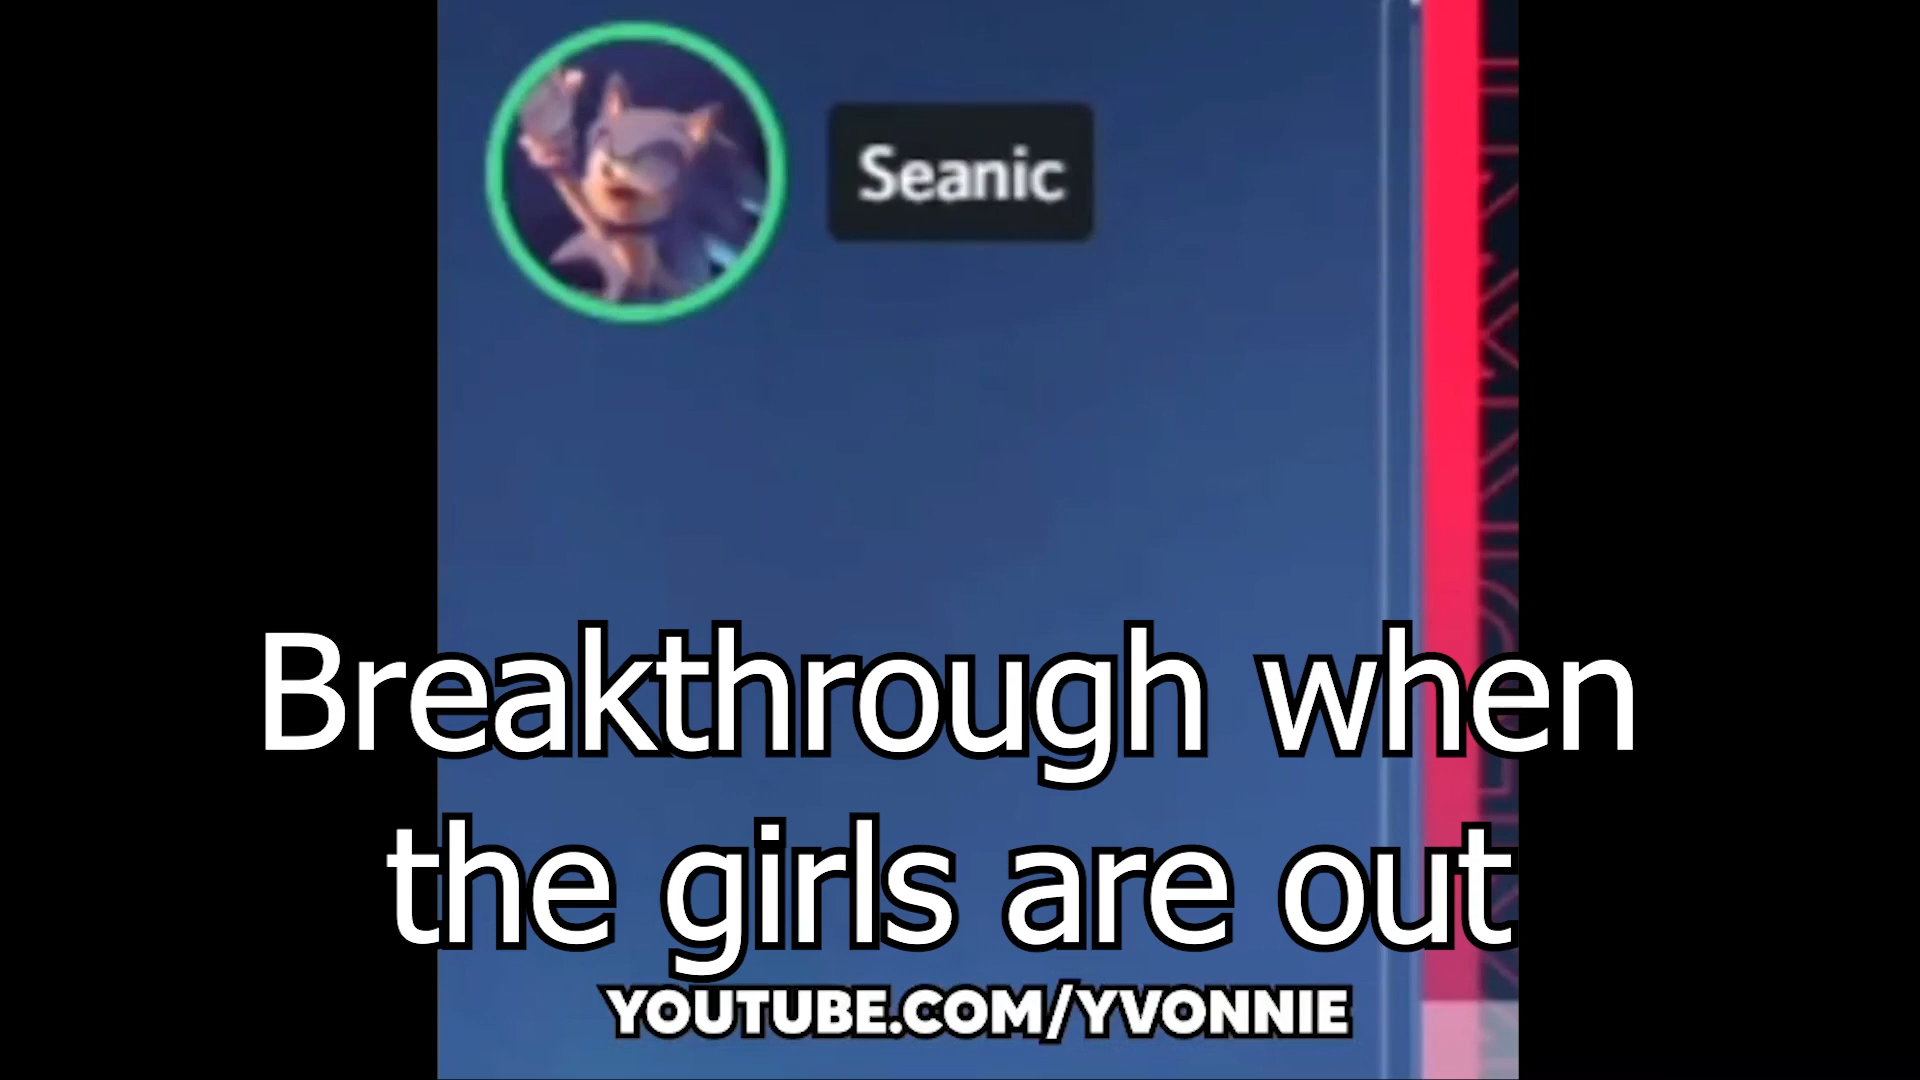 Seanic
Breakthrough when
the girls are out
YOUTUBE.COM/YVONNIE